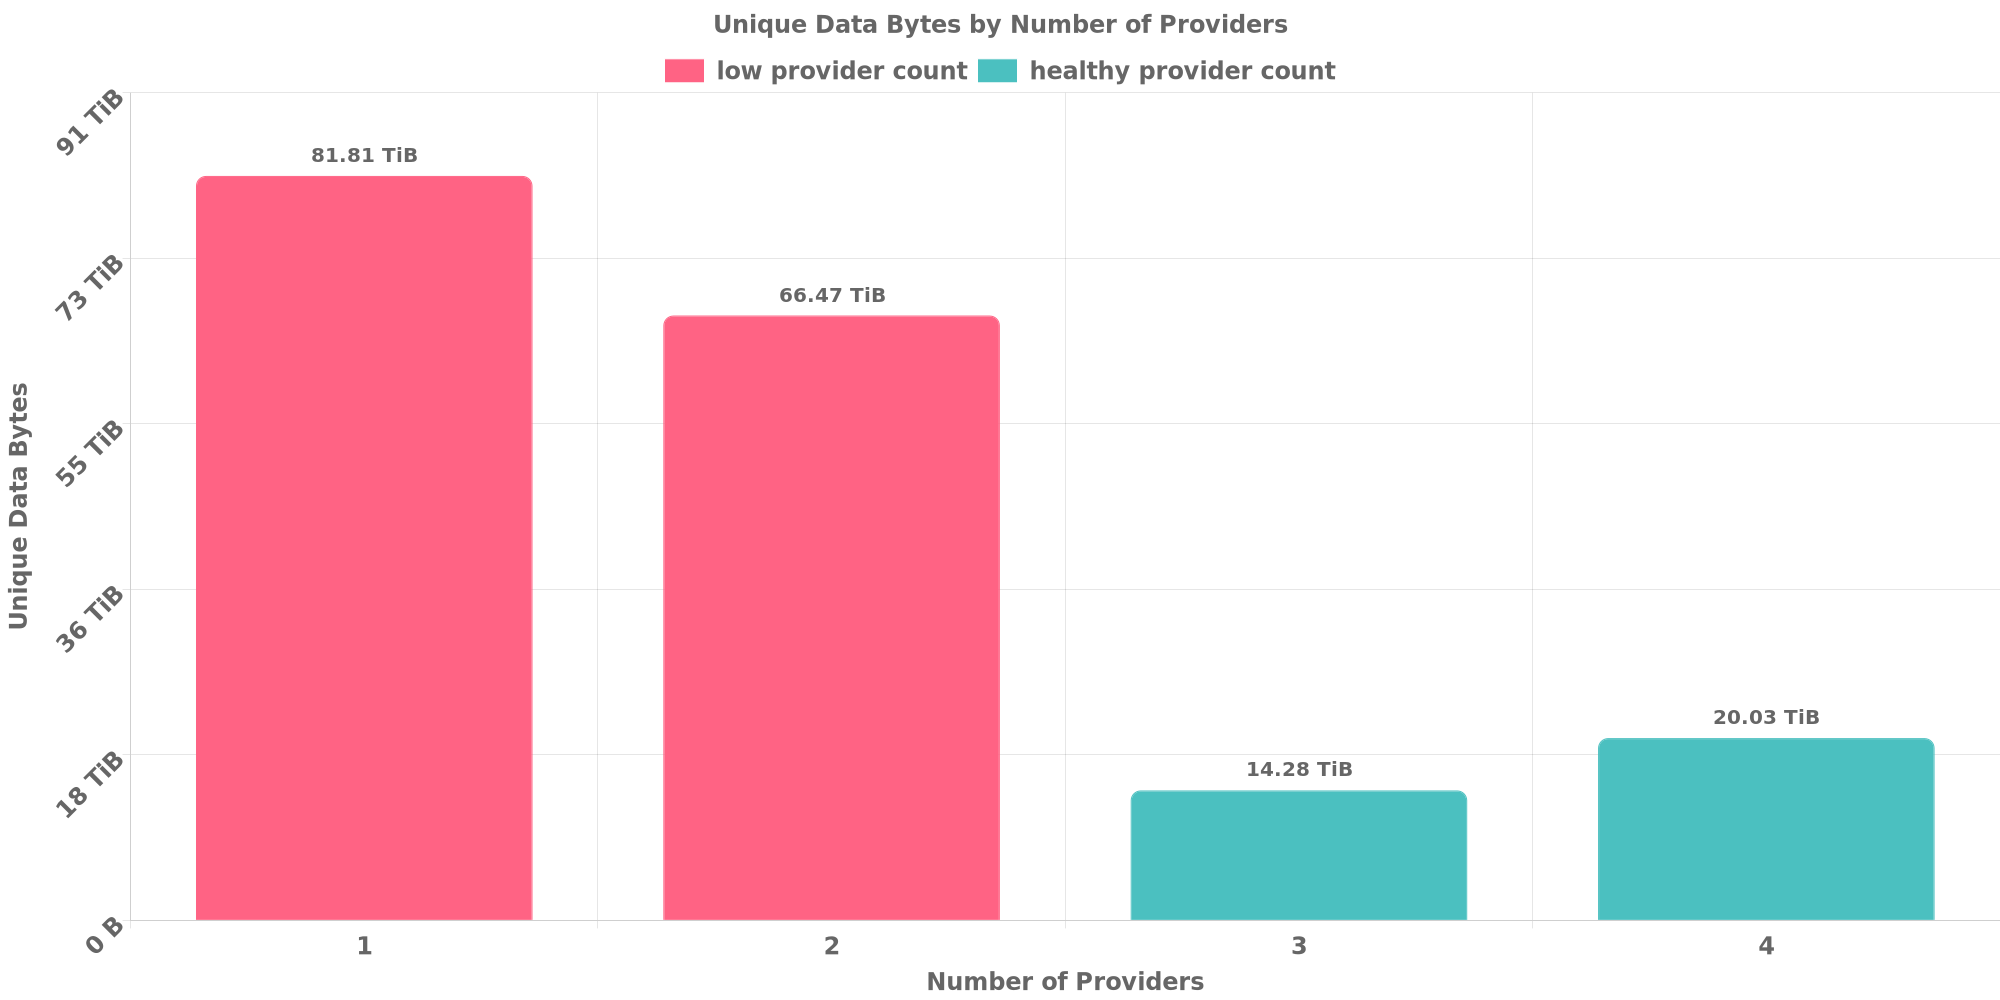 Unique Data Bytes by Number of Providers
low provider count healthy provider count
91 TiB
73 TiB
55 TiB
36 TiB
18 TiB
0 B
Unique Data Bytes
81.81 TiB
66.47 TiB
14.28 TiB
20.03 TiB
1 2 3 4
Number of Providers